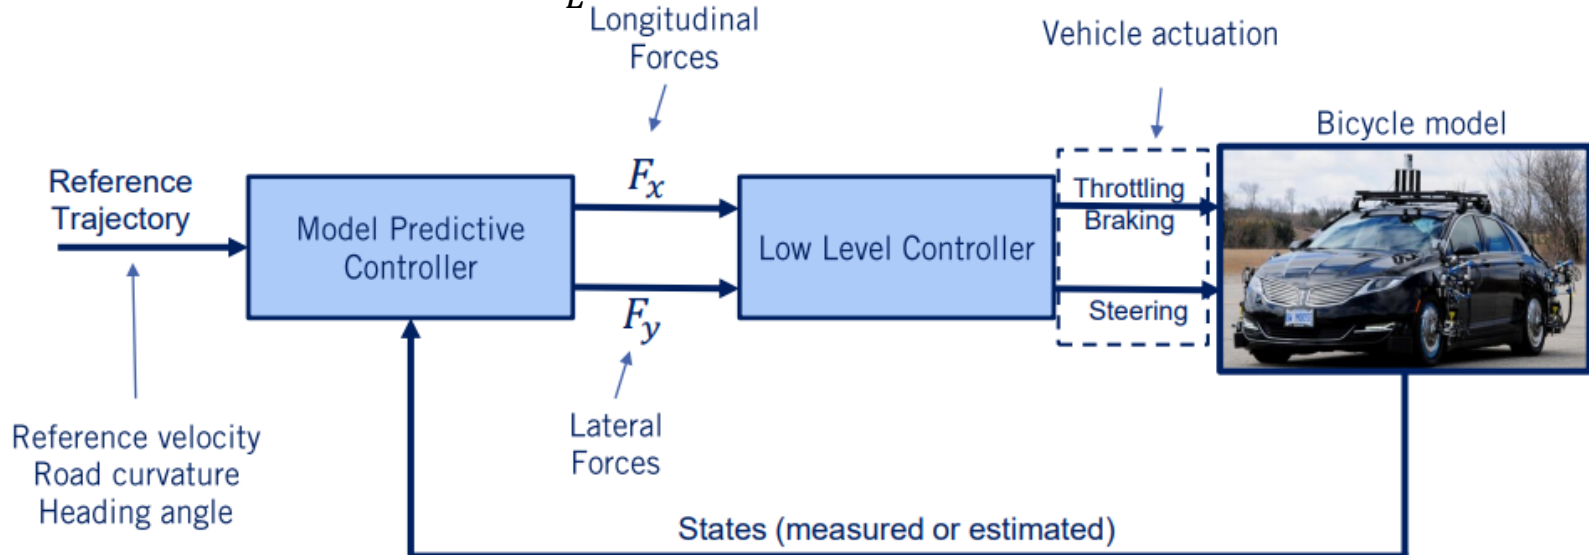 L
Longitudinal
Forces
Vehicle actuation
Bicycle model
Reference
Trajectory
Model Predictive
Controller
F_x
F_y
Low Level Controller
Throttling
Braking
Steering
Lateral
Forces
Reference velocity
Road curvature
Heading angle
States (measured or estimated)